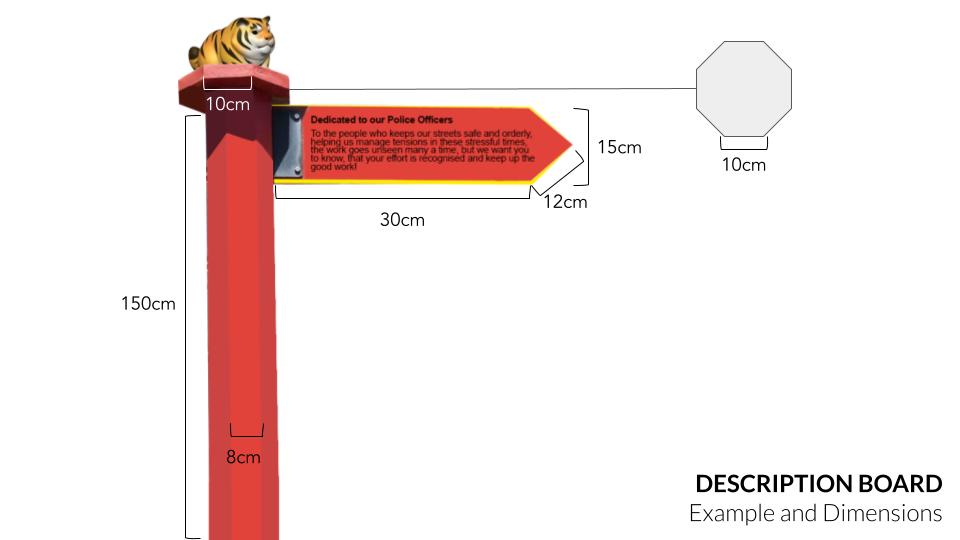 10cm
Dedicated to our Police Officers
To the people who keeps our streets safe and orderly,
helping us manage tensions in these stressful times,
the work goes unseen many a time, but we want you
to know, that your effort is recognised and keep up the
good work!
15cm
10cm
12cm
30cm
150cm
8cm
DESCRIPTION BOARD
Example and Dimensions